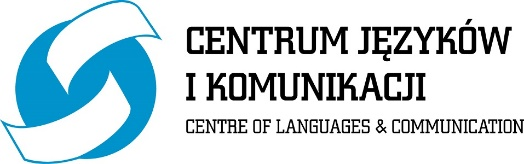 CENTRUM JĘZYKÓW
I KOMUNIKACJI
CENTRE OF LANGUAGES & COMMUNICATION